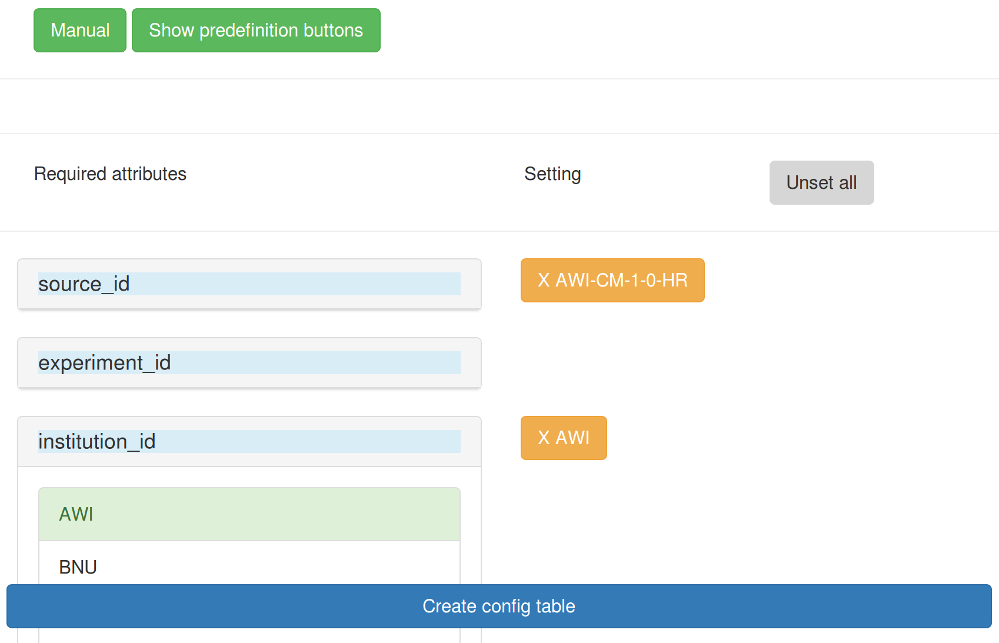 Manual Show predefinition buttons
Required attributes Setting Unset all
source_id X AWI-CM-1-0-HR
experiment_id
institution_id X AWI
AWI
BNU
Create config table